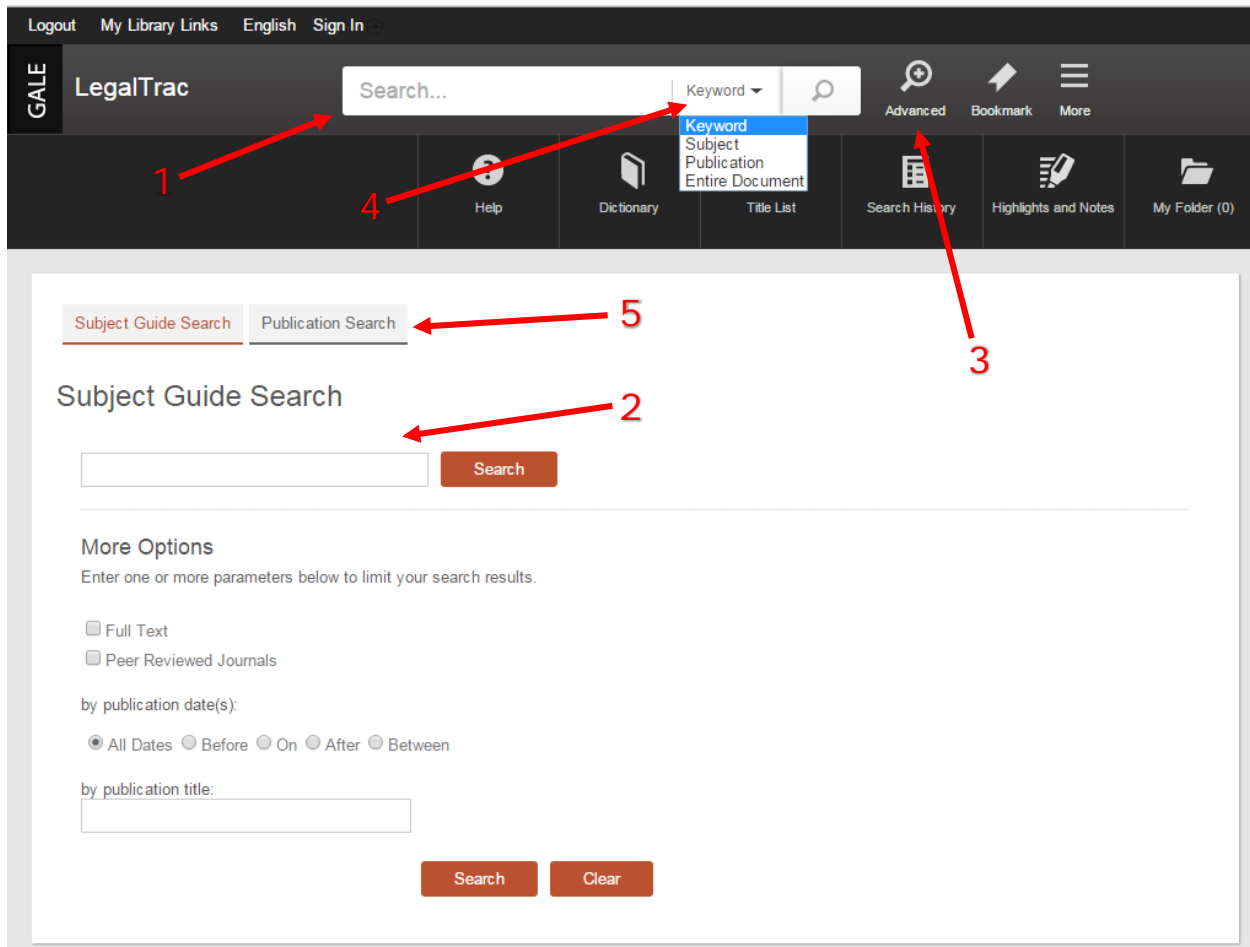 Logout My Library Links English Sign In
GALE
LegalTrac
Search...
Keyword
Advanced
Bookmark
More
Keyword
Subject
Publication
Entire Document
1
4
Help
Dictionary
Title List
Search History
Highlights and Notes
My Folder (0)
Subject Guide Search
Publication Search
5
3
Subject Guide Search
2
Search
More Options
Enter one or more parameters below to limit your search results.
Full Text
Peer Reviewed Journals
by publication date(s):
All Dates Before On After Between
by publication title:
Search
Clear